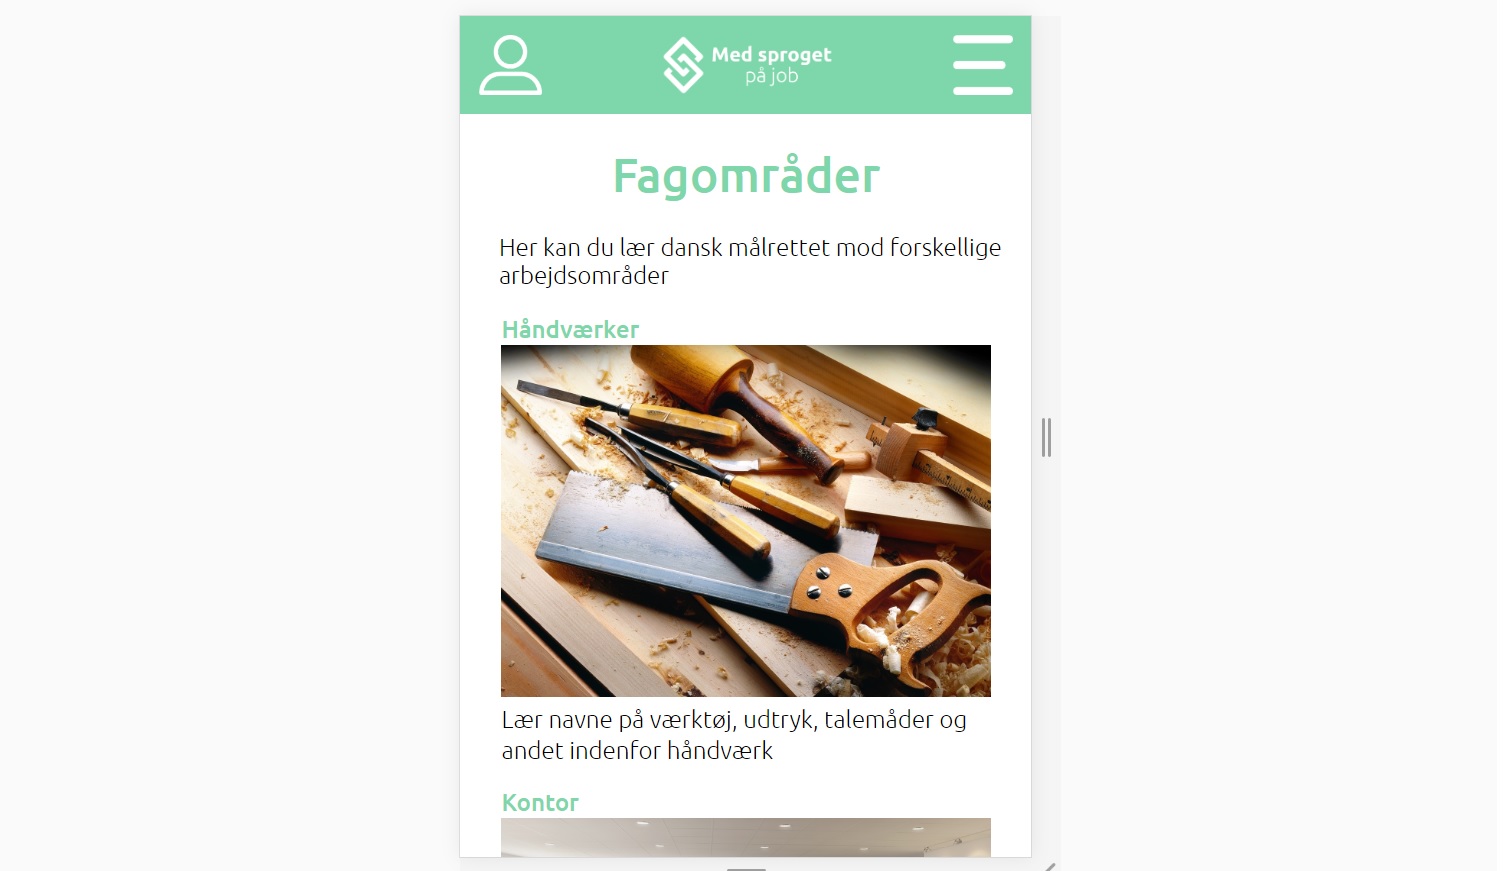 Med sproget
på job
Fagområder
Her kan du lær dansk målrettet mod forskellige
arbejdsområder
Håndværker
Lær navne på værktøj, udtryk, talemåder og
andet indenfor håndværk
Kontor